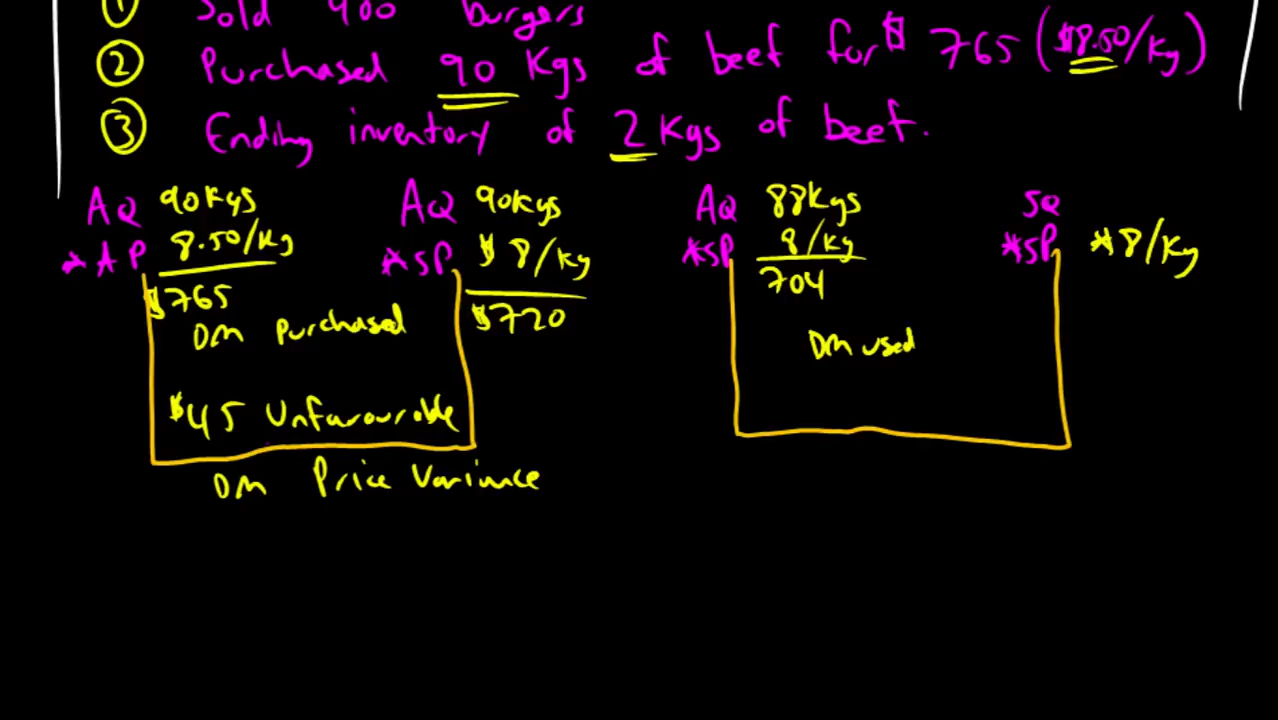 ① Sold 900 burgers
② Purchased 90 Kgs of beef for $ 765 ($8.50/Kg)
③ Ending inventory of 2 Kgs of beef.
AQ 90Kgs AQ 90Kgs AQ 88Kgs SQ
*AP 8.50/Kg *SP $ 8/Kg *SP 8/Kg *SP *8/Kg
$765 $720 704
DM Purchased DM used
$45 Unfavourable
DM Price Variance